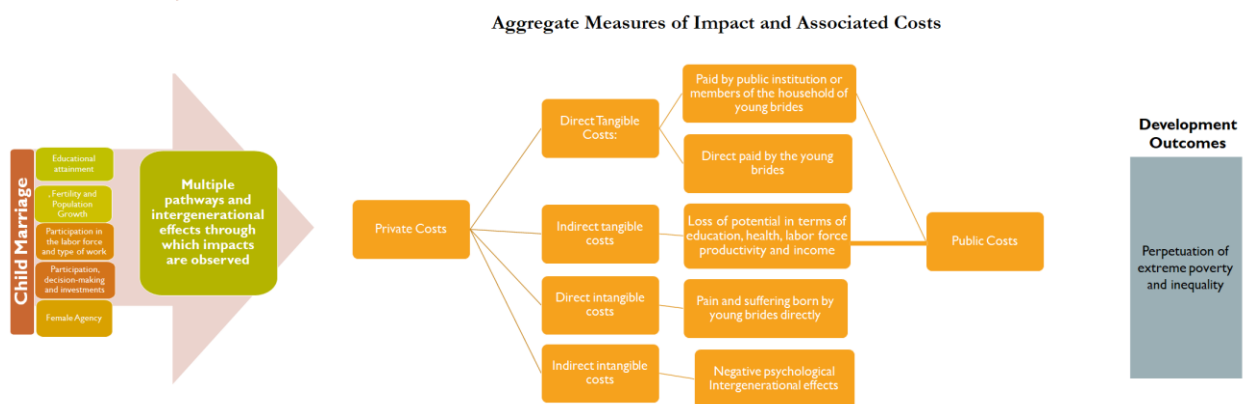 Aggregate Measures of Impact and Associated Costs
Child Marriage
Educational
attainment
, Fertility and
Population
Growth
Participation in
the labor force
and type of work
Participation,
decision-making
and investments
Female Agency
Multiple
pathways and
intergenerational
effects through
which impacts
are observed
Private Costs
Direct Tangible
Costs:
Paid by public institution or
members of the household of
young brides
Direct paid by the young
brides
Indirect tangible
costs
Loss of potential in terms of
education, health, labor force
productivity and income
Direct intangible
costs
Pain and suffering born by
young brides directly
Indirect intangible
costs
Negative psychological
Intergenerational effects
Public Costs
Development
Outcomes
Perpetuation of
extreme poverty
and inequality